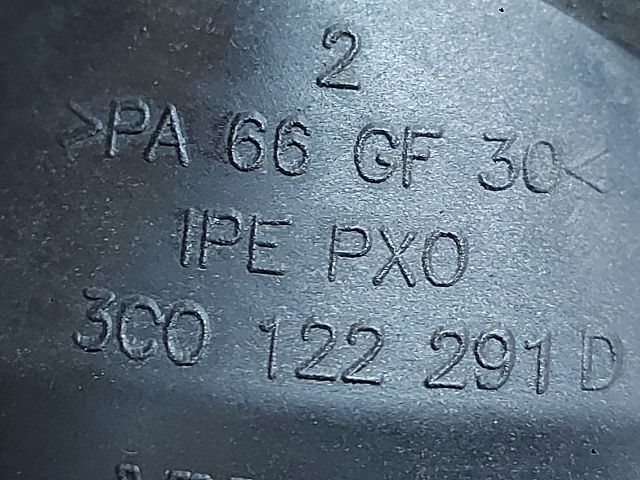 2
>PA 66 GF 30<
IPE PXO
3C0 122 291 D